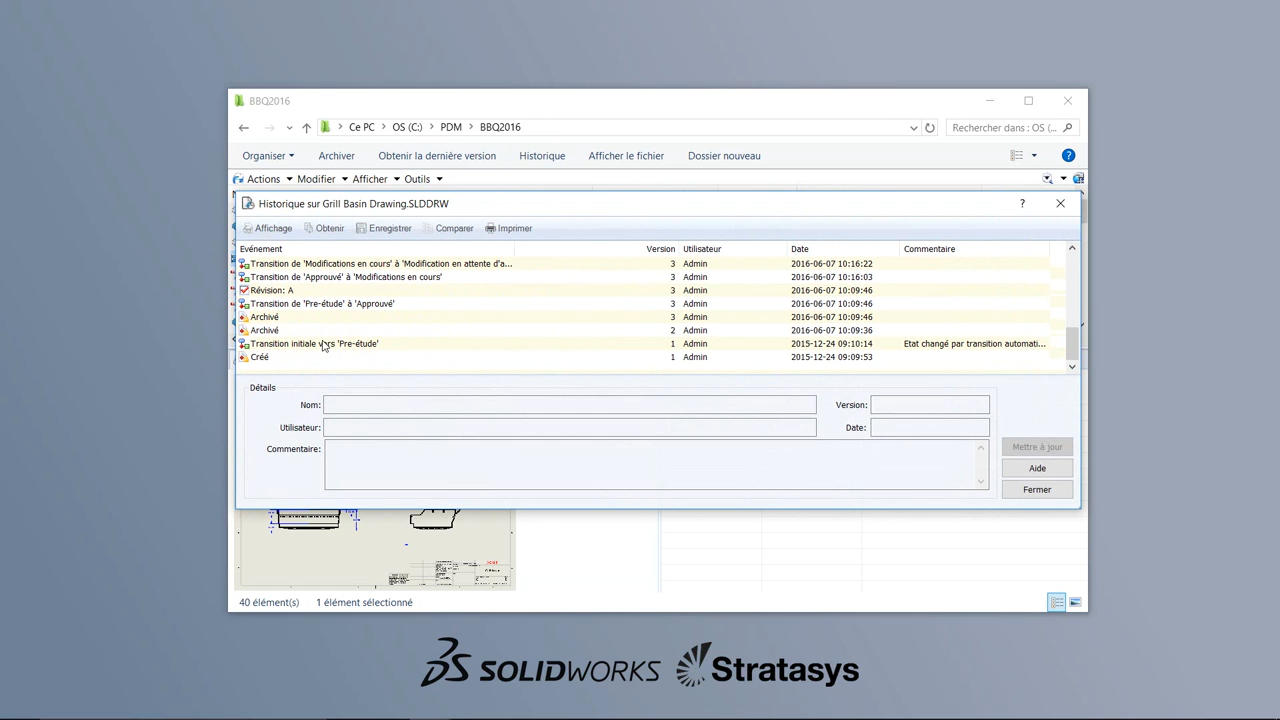 BBQ2016
Ce PC OS (C:) PDM BBQ2016 Rechercher dans : OS (...
Organiser Archiver Obtenir la dernière version Historique Afficher le fichier Dossier nouveau
Actions Modifier Afficher Outils
Historique sur Grill Basin Drawing.SLDDRW
Affichage Obtenir Enregistrer Comparer Imprimer
Evénement Version Utilisateur Date Commentaire
Transition de 'Modifications en cours' à 'Modification en attente d'a... 3 Admin 2016-06-07 10:16:22
Transition de 'Approuvé' à 'Modifications en cours' 3 Admin 2016-06-07 10:16:03
Révision: A 3 Admin 2016-06-07 10:09:46
Transition de 'Pre-étude' à 'Approuvé' 3 Admin 2016-06-07 10:09:46
Archivé 3 Admin 2016-06-07 10:09:46
Archivé 2 Admin 2016-06-07 10:09:36
Transition initiale vers 'Pre-étude' 1 Admin 2015-12-24 09:10:14 Etat changé par transition automati...
Créé 1 Admin 2015-12-24 09:09:53
Détails
Nom: Version:
Utilisateur: Date:
Commentaire:
Mettre à jour
Aide
Fermer
40 élément(s) 1 élément sélectionné
SOLIDWORKS Stratasys